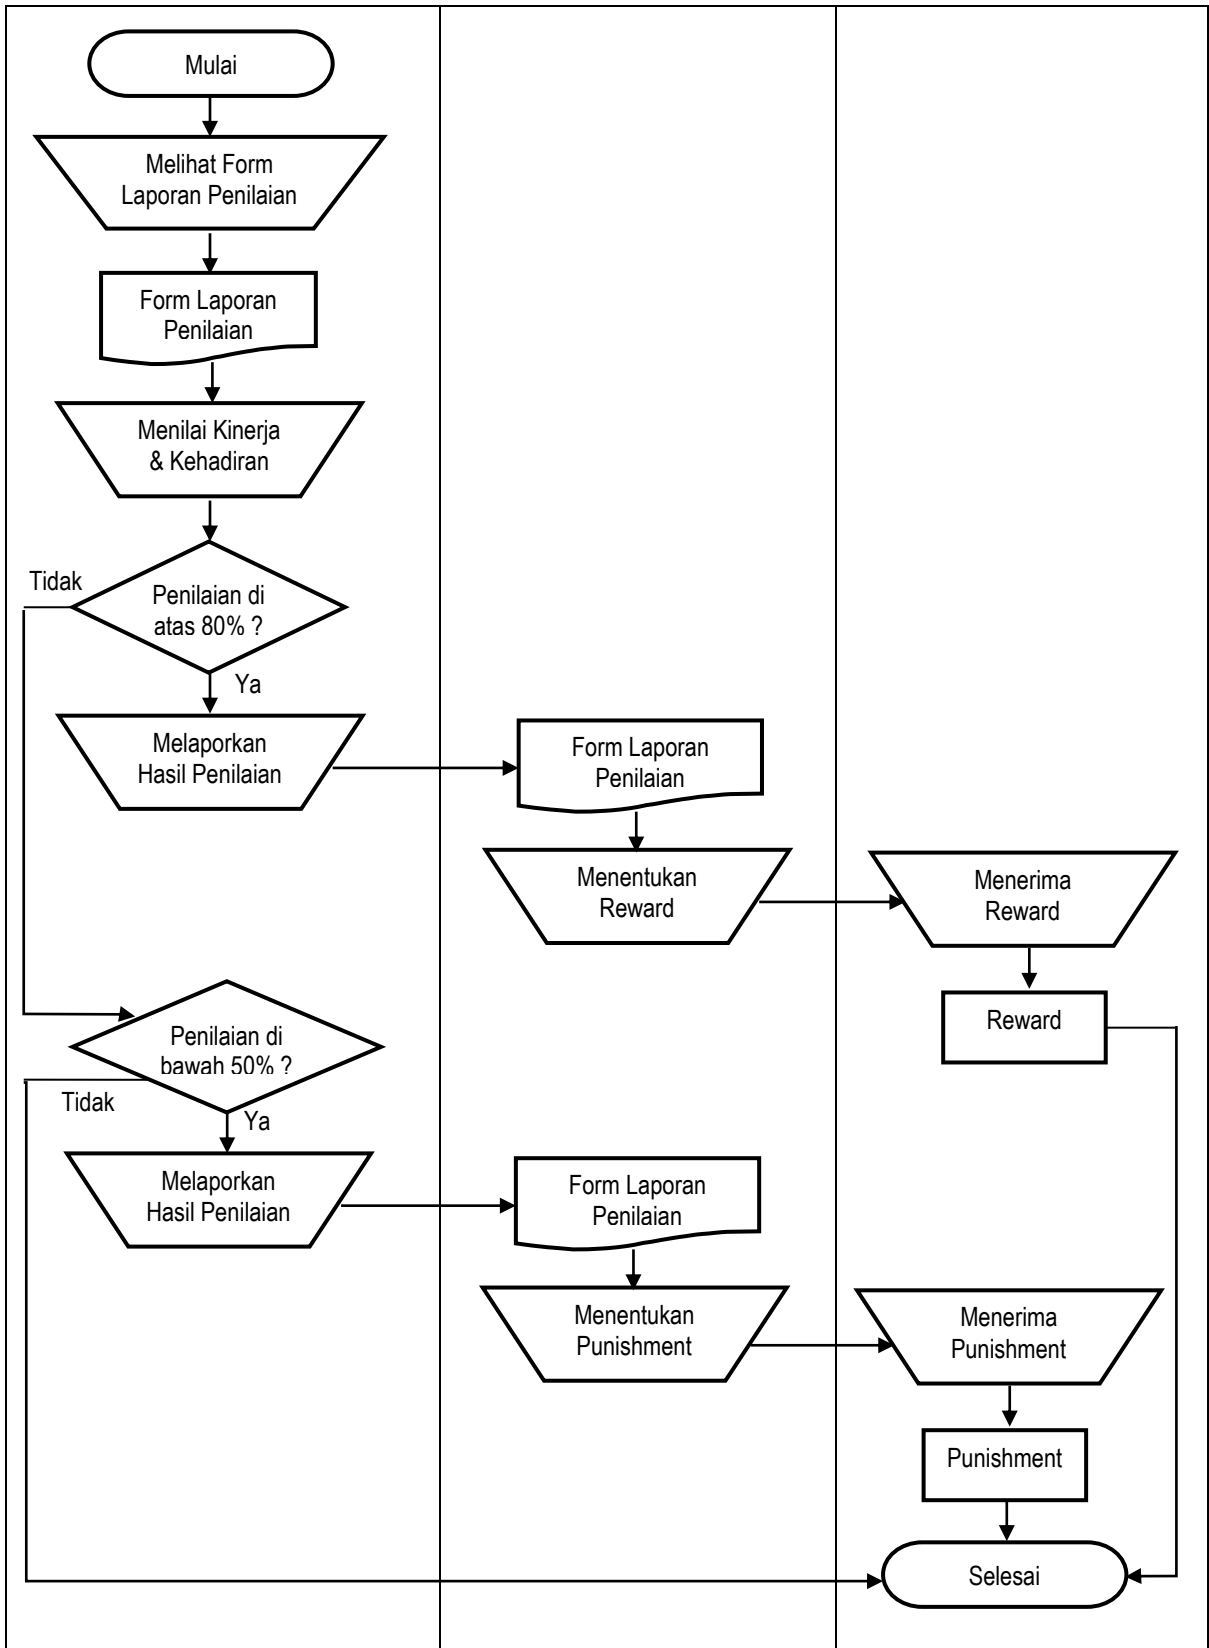 Mulai
Melihat Form
Laporan Penilaian
Form Laporan
Penilaian
Menilai Kinerja
& Kehadiran
Tidak
Penilaian di
atas 80% ?
Ya
Melaporkan
Hasil Penilaian
Form Laporan
Penilaian
Menentukan
Reward
Menerima
Reward
Reward
Penilaian di
bawah 50% ?
Tidak
Ya
Melaporkan
Hasil Penilaian
Form Laporan
Penilaian
Menentukan
Punishment
Menerima
Punishment
Punishment
Selesai